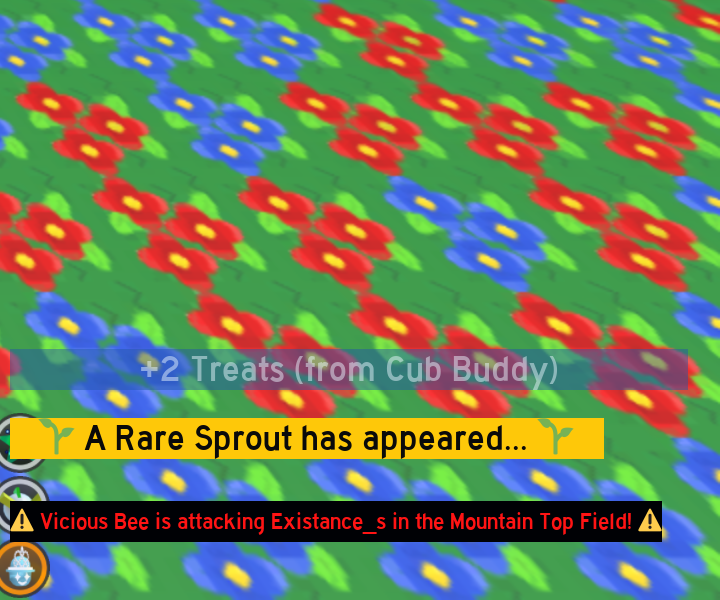 +2 Treats (from Cub Buddy)
A Rare Sprout has appeared...
Vicious Bee is attacking Existance_s in the Mountain Top Field!